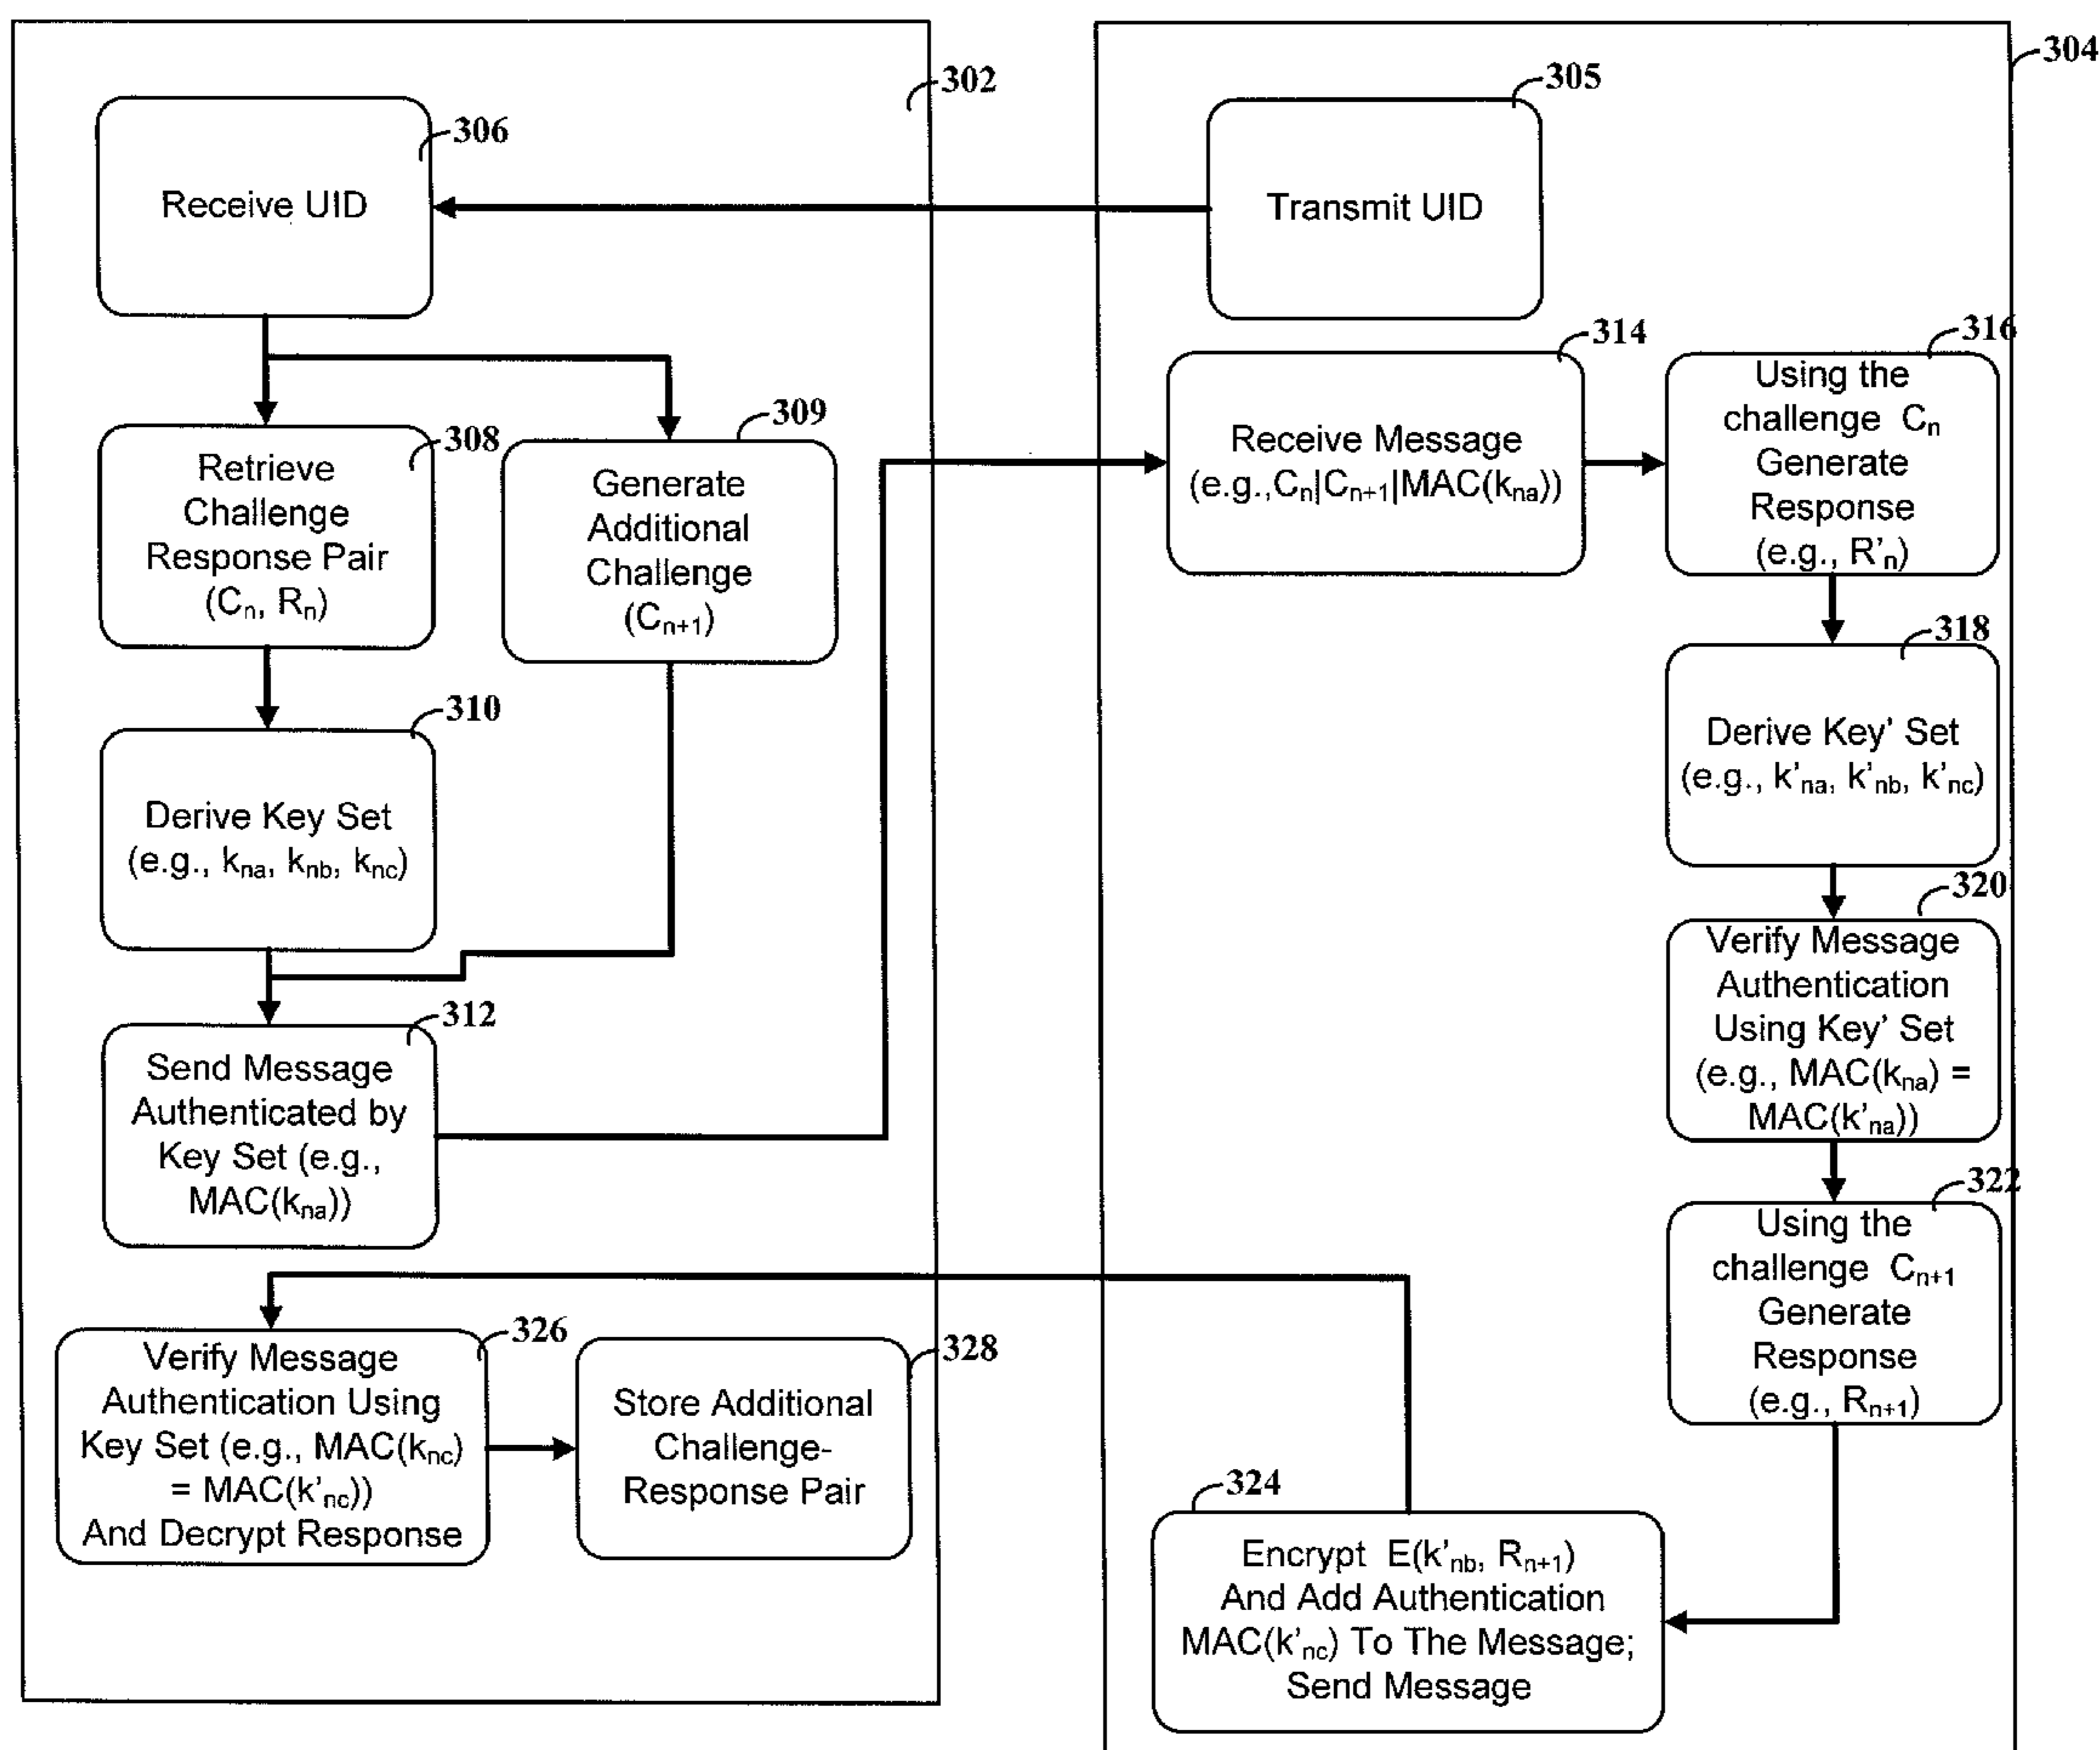 302
304
306
Receive UID
305
Transmit UID
308
Retrieve
Challenge
Response Pair
(Cn, Rn)
309
Generate
Additional
Challenge
(Cn+1)
310
Derive Key Set
(e.g., kna, knb, knc)
312
Send Message
Authenticated by
Key Set (e.g.,
MAC(kna))
314
Receive Message
(e.g.,Cn|Cn+1|MAC(kna))
316
Using the
challenge Cn
Generate
Response
(e.g., R'n)
318
Derive Key' Set
(e.g., k'na, k'nb, k'nc)
320
Verify Message
Authentication
Using Key' Set
(e.g., MAC(kna) =
MAC(k'na))
322
Using the
challenge Cn+1
Generate
Response
(e.g., Rn+1)
324
Encrypt E(k'nb, Rn+1)
And Add Authentication
MAC(k'nc) To The Message;
Send Message
326
Verify Message
Authentication Using
Key Set (e.g., MAC(knc)
= MAC(k'nc))
And Decrypt Response
328
Store Additional
Challenge-
Response Pair